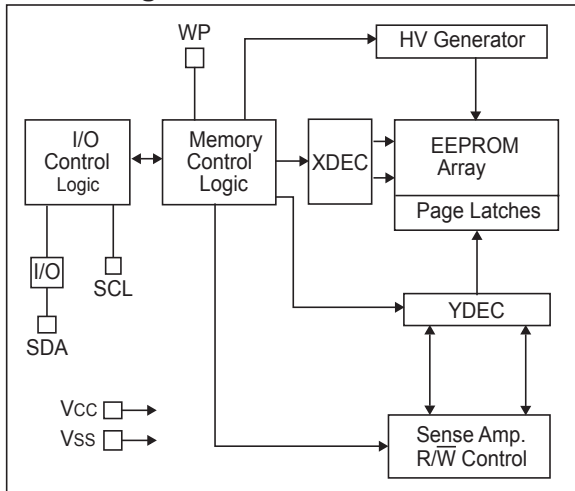 WP
HV Generator
I/O
Control
Logic
Memory
Control
Logic
XDEC
EEPROM
Array
Page Latches
I/O
SCL
SDA
YDEC
VCC
VSS
Sense Amp.
R/W̅ Control